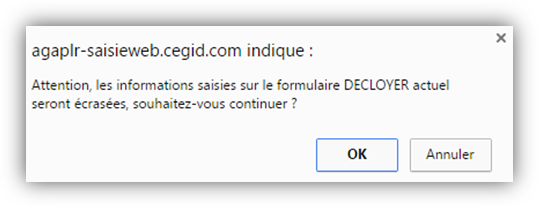 agaplr-saisieweb.cegid.com indique :
Attention, les informations saisies sur le formulaire DECLOYER actuel
seront écrasées, souhaitez-vous continuer ?
OK
Annuler